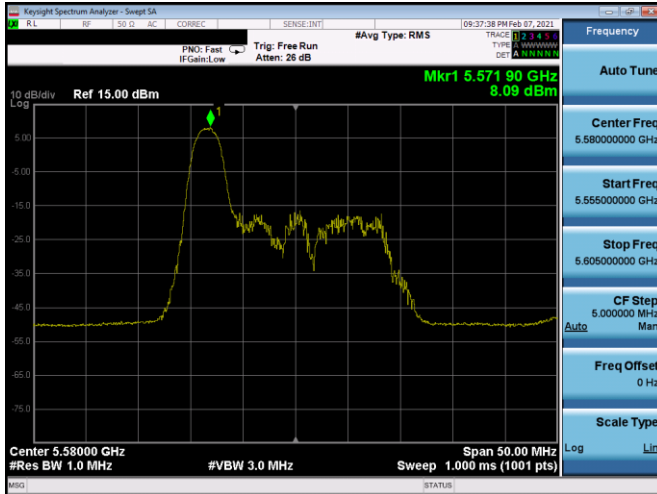 Keysight Spectrum Analyzer - Swept SA
RL RF 50 Ω AC CORREC SENSE:INT 09:37:38 PM Feb 07, 2021
#Avg Type: RMS TRACE 1 2 3 4 5 6
PNO: Fast Trig: Free Run TYPE A WWWWW
IFGain:Low Atten: 26 dB DET A N N N N N
Mkr1 5.571 90 GHz
10 dB/div Ref 15.00 dBm 8.09 dBm
Log
1
5.00
-5.00
-15.0
-25.0
-35.0
-45.0
-55.0
-65.0
-75.0
Center 5.58000 GHz Span 50.00 MHz
#Res BW 1.0 MHz #VBW 3.0 MHz Sweep 1.000 ms (1001 pts)
MSG STATUS
Frequency
Auto Tune
Center Freq
5.580000000 GHz
Start Freq
5.555000000 GHz
Stop Freq
5.605000000 GHz
CF Step
5.000000 MHz
Auto Man
Freq Offset
0 Hz
Scale Type
Log Lin